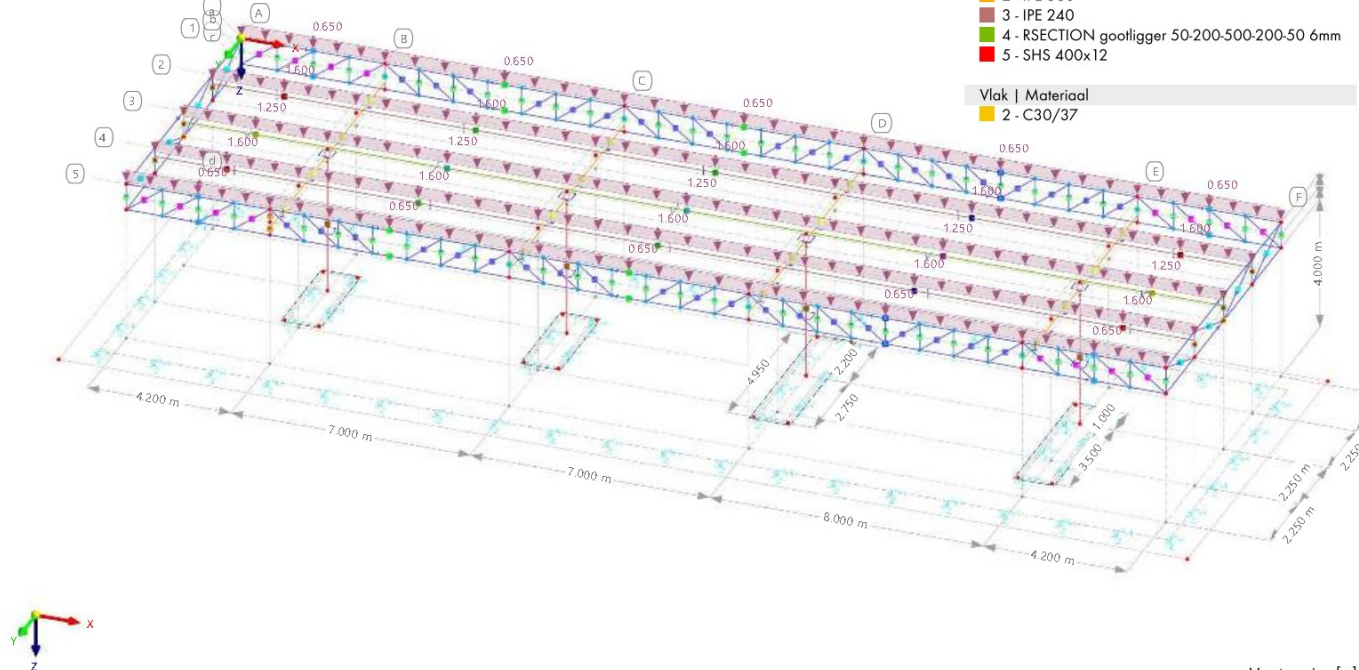 3 - IPE 240
4 - RSECTION gootligger 50-200-500-200-50 6mm
5 - SHS 400x12
Vlak | Materiaal
2 - C30/37
a
b
c
A
B
C
D
E
F
1
2
3
4
5
d
X
Y
Z
0.650
0.650
0.650
0.650
0.650
1.600
1.600
1.600
1.600
1.600
1.250
1.250
1.250
1.250
1.250
1.600
1.600
1.600
1.600
1.600
0.650
0.650
0.650
0.650
0.650
4.000 m
4.950
2.200
2.750
1.000
3.500
4.200 m
7.000 m
7.000 m
8.000 m
4.200 m
2.250 m
2.250 m
X
Y
Z